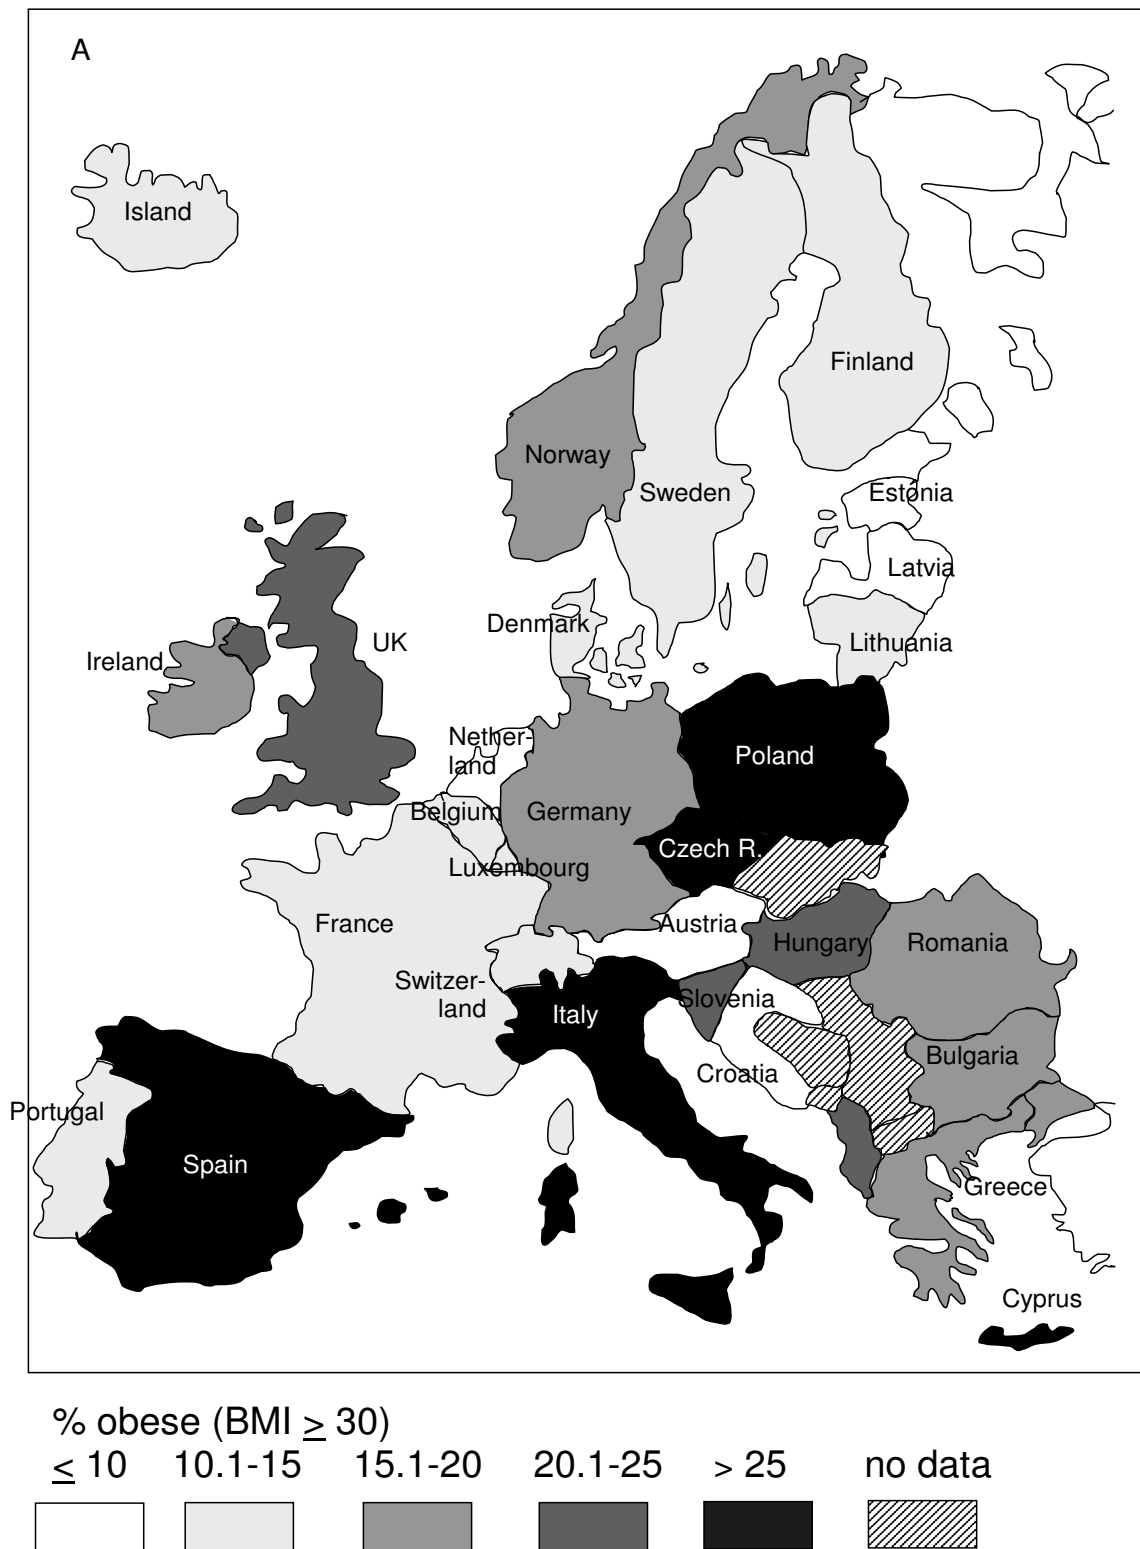 A
Island
Finland
Norway
Sweden
Estonia
Latvia
Denmark
UK
Lithuania
Ireland
Nether-
land
Poland
Belgium
Germany
Czech R.
Luxembourg
France
Austria
Hungary
Romania
Switzer-
land
Slovenia
Italy
Bulgaria
Croatia
Portugal
Spain
Greece
Cyprus
% obese (BMI ≥ 30)
≤ 10 10.1-15 15.1-20 20.1-25 > 25 no data